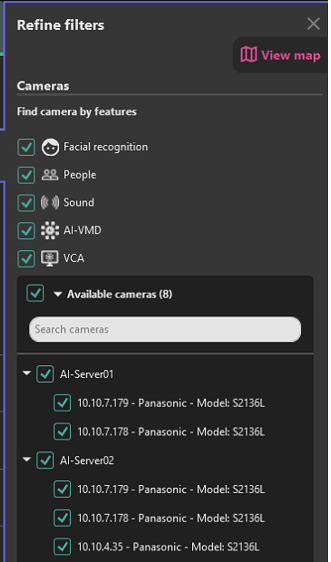 Refine filters
View map
Cameras
Find camera by features
Facial recognition
People
Sound
AI-VMD
VCA
Available cameras (8)
Search cameras
AI-Server01
10.10.7.179 - Panasonic - Model: S2136L
10.10.7.178 - Panasonic - Model: S2136L
AI-Server02
10.10.7.179 - Panasonic - Model: S2136L
10.10.7.178 - Panasonic - Model: S2136L
10.10.4.35 - Panasonic - Model: S2136L